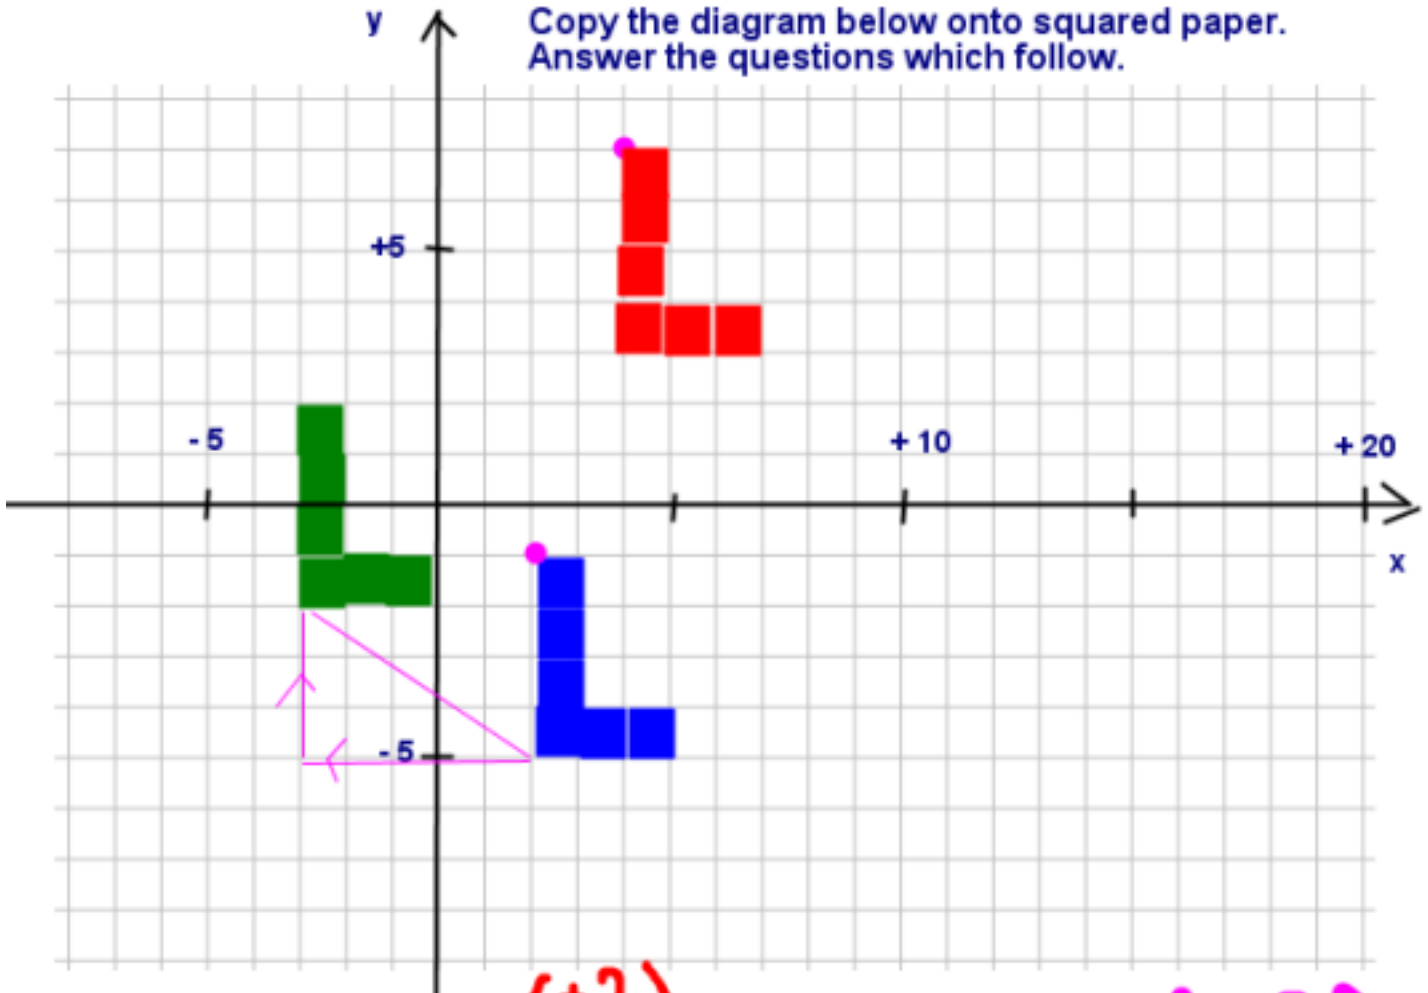 y
Copy the diagram below onto squared paper.
Answer the questions which follow.
+5
- 5
+ 10
+ 20
x
- 5